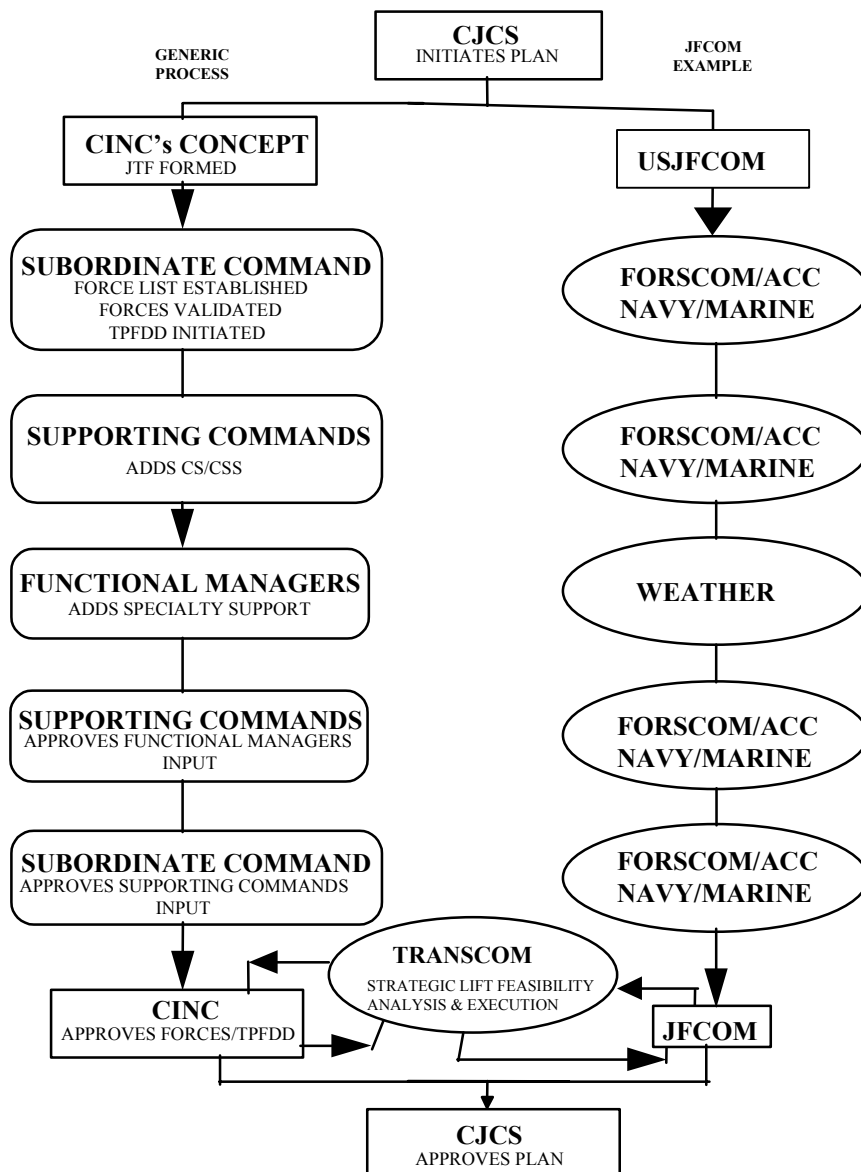 CJCS
INITIATES PLAN
GENERIC
PROCESS
JFCOM
EXAMPLE
CINC's CONCEPT
JTF FORMED
USJFCOM
SUBORDINATE COMMAND
FORCE LIST ESTABLISHED
FORCES VALIDATED
TPFDD INITIATED
FORSCOM/ACC
NAVY/MARINE
SUPPORTING COMMANDS
ADDS CS/CSS
FORSCOM/ACC
NAVY/MARINE
FUNCTIONAL MANAGERS
ADDS SPECIALTY SUPPORT
WEATHER
SUPPORTING COMMANDS
APPROVES FUNCTIONAL MANAGERS
INPUT
FORSCOM/ACC
NAVY/MARINE
SUBORDINATE COMMAND
APPROVES SUPPORTING COMMANDS
INPUT
FORSCOM/ACC
NAVY/MARINE
TRANSCOM
STRATEGIC LIFT FEASIBILITY
ANALYSIS & EXECUTION
CINC
APPROVES FORCES/TPFDD
JFCOM
CJCS
APPROVES PLAN